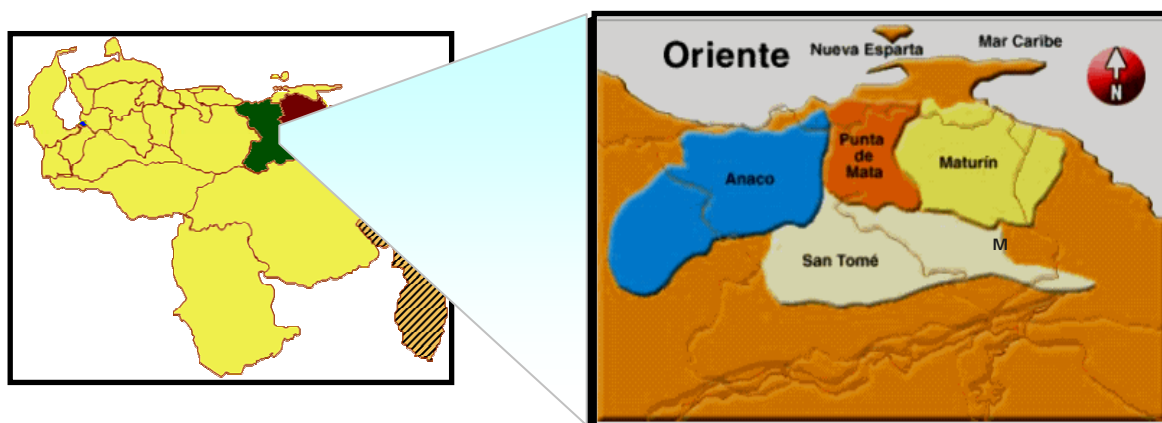 Oriente
Nueva Esparta
Mar Caribe
N
Punta
de
Mata
Maturín
Anaco
M
San Tomé